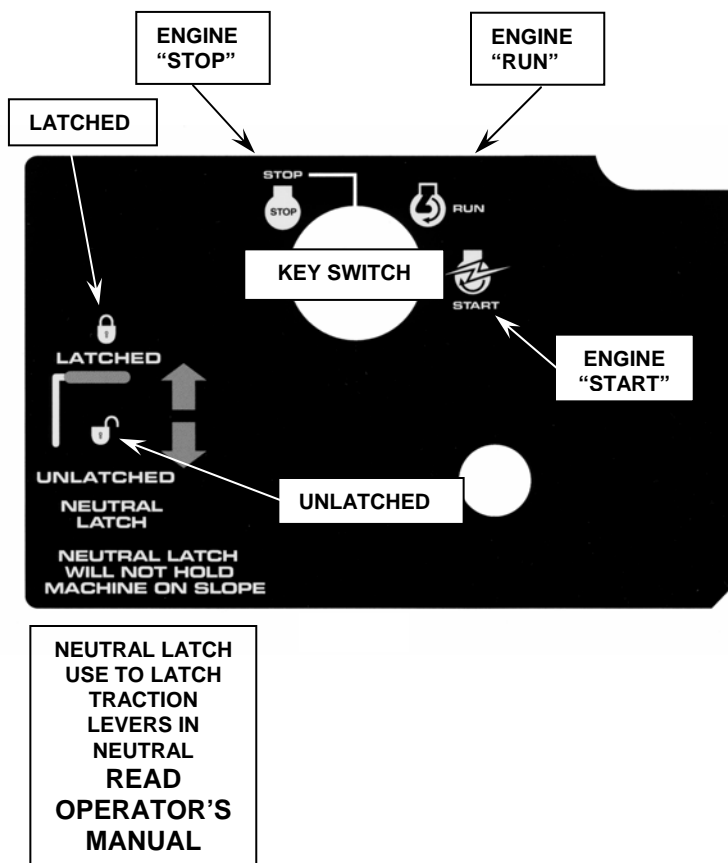 ENGINE
“STOP”
ENGINE
“RUN”
LATCHED
STOP
STOP
RUN
KEY SWITCH
START
LATCHED
ENGINE
“START”
UNLATCHED
UNLATCHED
NEUTRAL
LATCH
NEUTRAL LATCH
WILL NOT HOLD
MACHINE ON SLOPE
NEUTRAL LATCH
USE TO LATCH
TRACTION
LEVERS IN
NEUTRAL
READ
OPERATOR’S
MANUAL